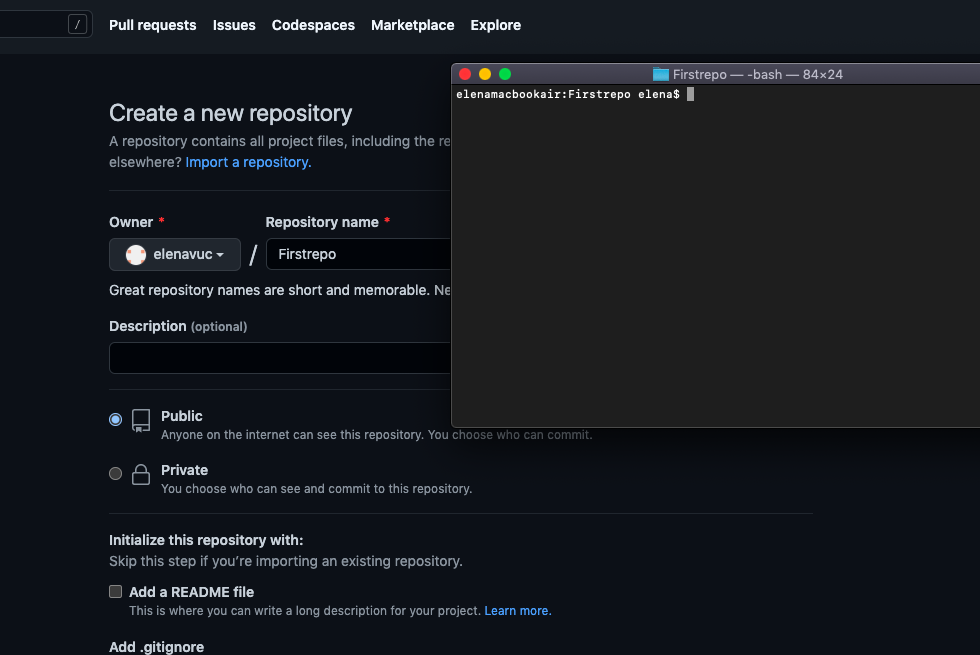 / Pull requests Issues Codespaces Marketplace Explore
Firstrepo — -bash — 84×24
elenamacbookair:Firstrepo elena$
Create a new repository
A repository contains all project files, including the re
elsewhere? Import a repository.
Owner * Repository name *
elenavuc / Firstrepo
Great repository names are short and memorable. Ne
Description (optional)
Public
Anyone on the internet can see this repository. You choose who can commit.
Private
You choose who can see and commit to this repository.
Initialize this repository with:
Skip this step if you’re importing an existing repository.
Add a README file
This is where you can write a long description for your project. Learn more.
Add .gitignore